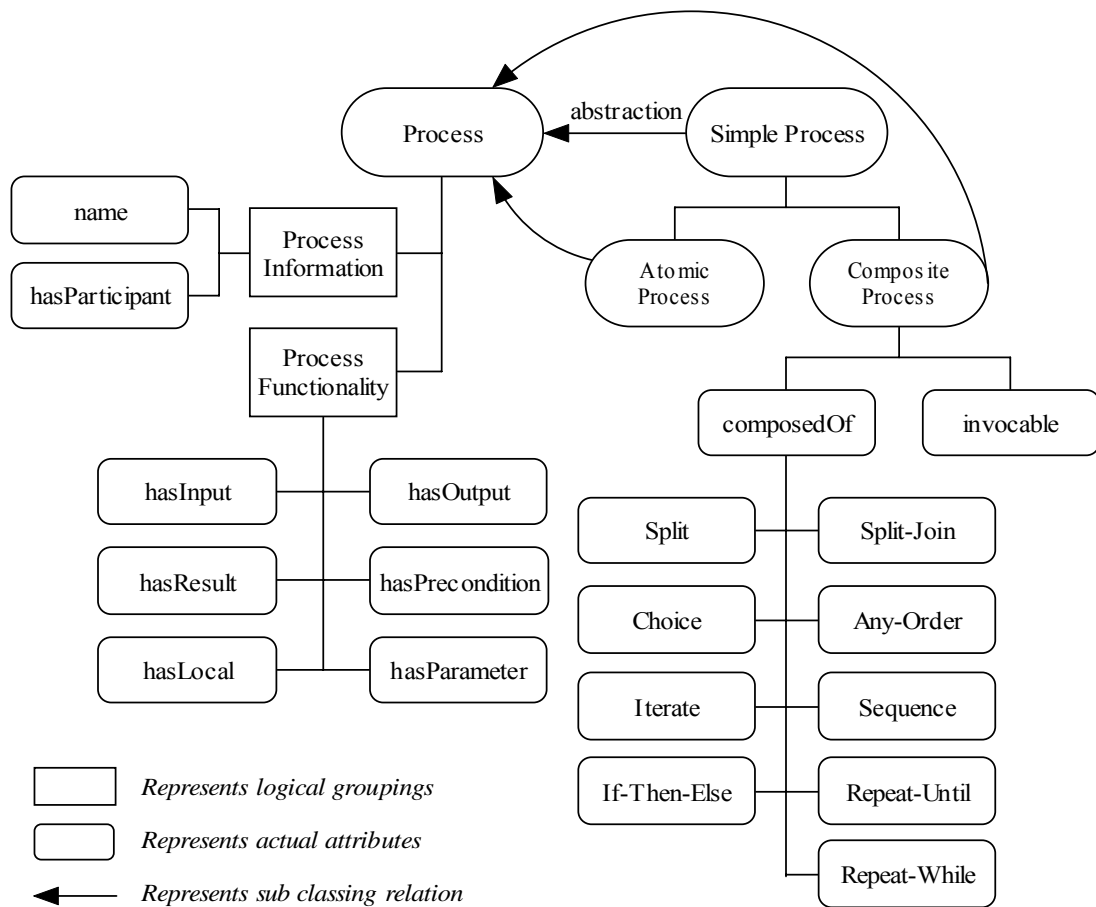 abstraction
Process
Simple Process
name
Process
Information
hasParticipant
Atomic
Process
Composite
Process
Process
Functionality
composedOf
invocable
hasInput
hasOutput
Split
Split-Join
hasResult
hasPrecondition
Choice
Any-Order
hasLocal
hasParameter
Iterate
Sequence
If-Then-Else
Repeat-Until
Repeat-While
Represents logical groupings
Represents actual attributes
Represents sub classing relation